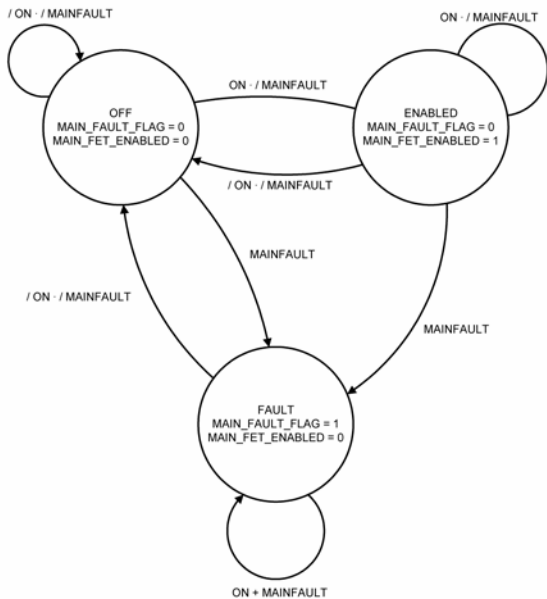 / ON · / MAINFAULT
ON · / MAINFAULT
ON · / MAINFAULT
OFF
MAIN_FAULT_FLAG = 0
MAIN_FET_ENABLED = 0
ENABLED
MAIN_FAULT_FLAG = 0
MAIN_FET_ENABLED = 1
/ ON · / MAINFAULT
MAINFAULT
/ ON · / MAINFAULT
MAINFAULT
FAULT
MAIN_FAULT_FLAG = 1
MAIN_FET_ENABLED = 0
ON + MAINFAULT